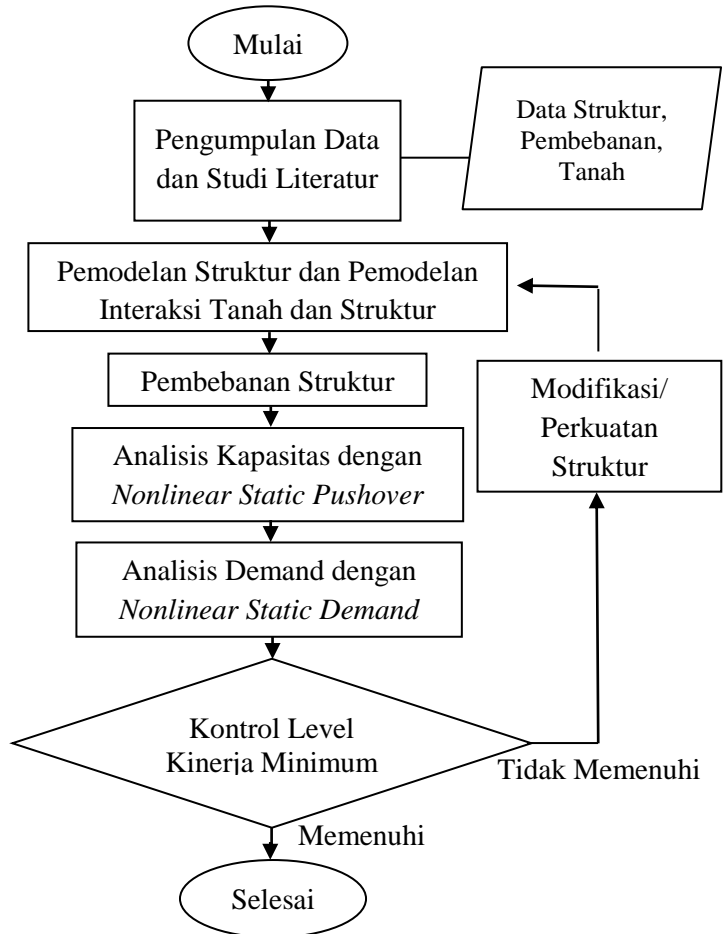 Mulai
Pengumpulan Data
dan Studi Literatur
Data Struktur,
Pembebanan,
Tanah
Pemodelan Struktur dan Pemodelan
Interaksi Tanah dan Struktur
Pembebanan Struktur
Modifikasi/
Perkuatan
Struktur
Analisis Kapasitas dengan
Nonlinear Static Pushover
Analisis Demand dengan
Nonlinear Static Demand
Kontrol Level
Kinerja Minimum
Tidak Memenuhi
Memenuhi
Selesai